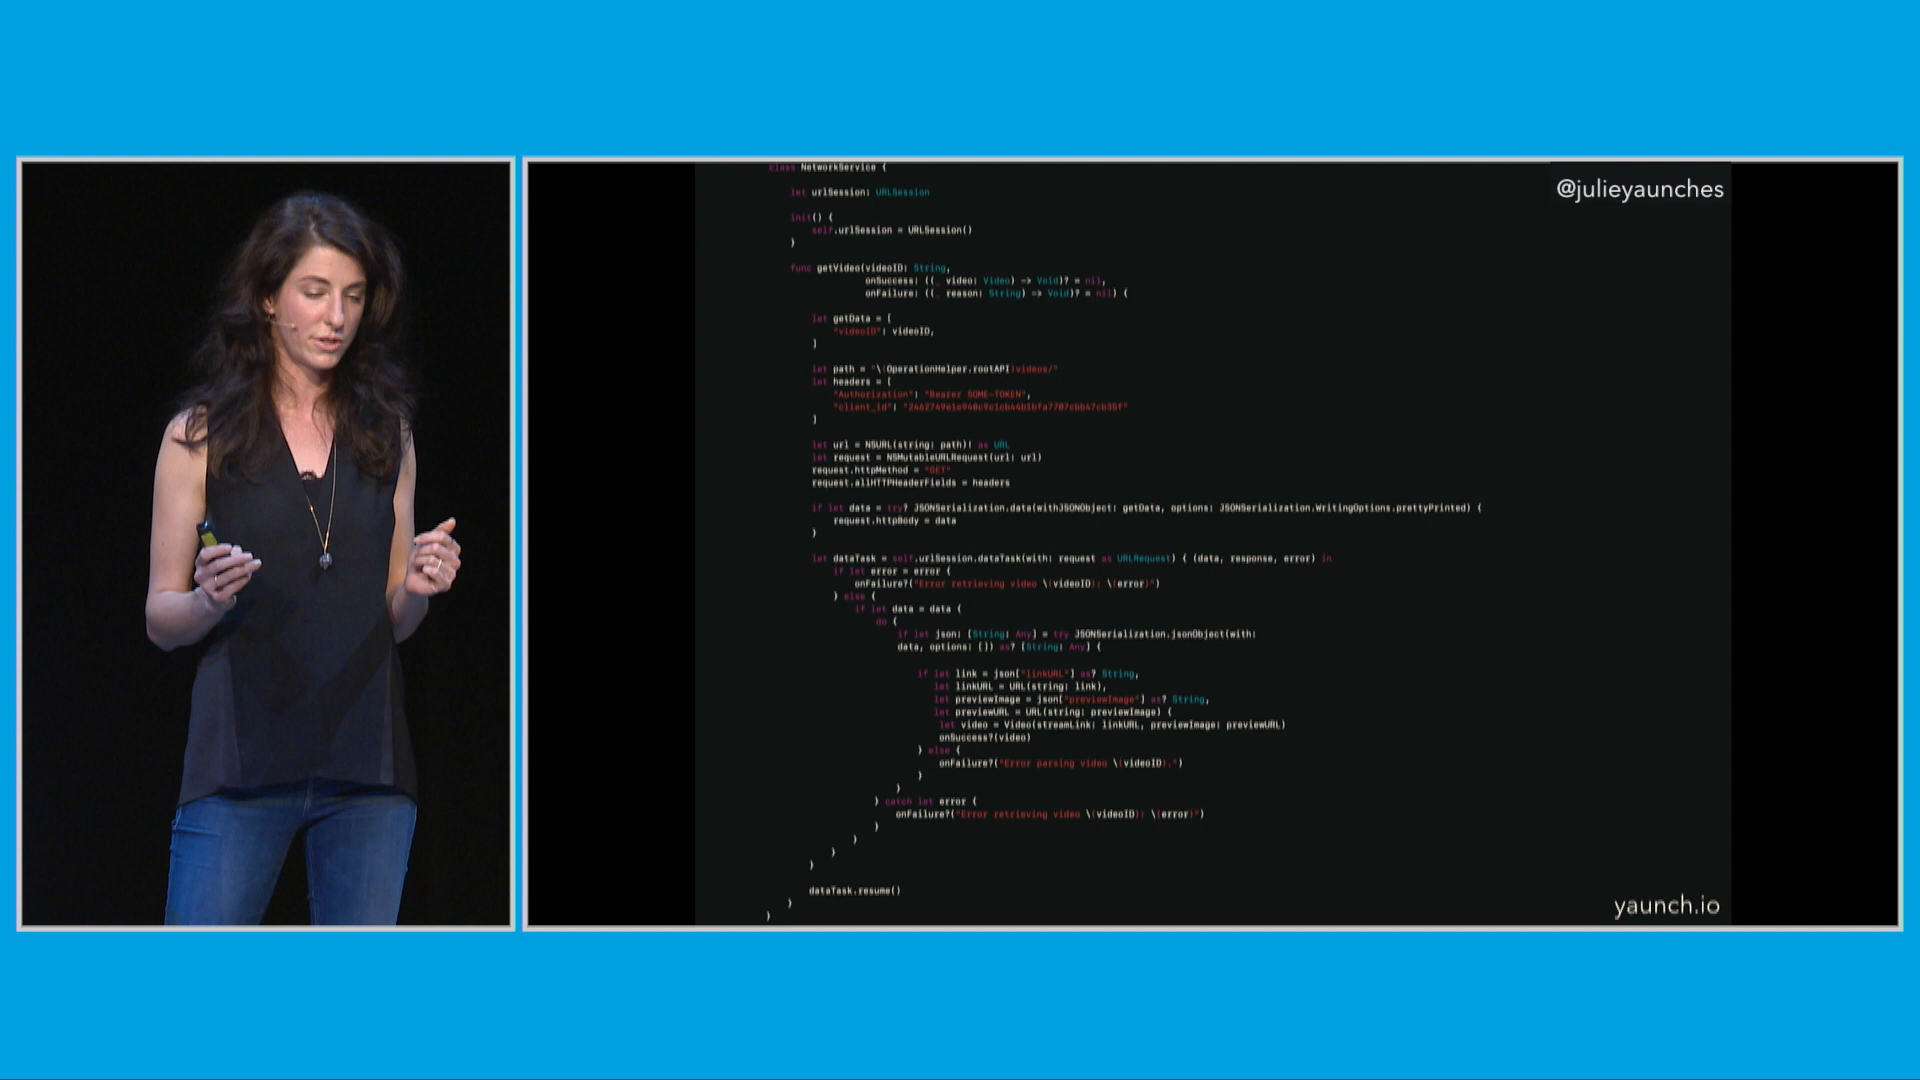 class NetworkService {
let urlSession: URLSession
init() {
self.urlSession = URLSession()
}
func getVideo(videoID: String,
onSuccess: ((_ video: Video) -> Void)? = nil,
onFailure: ((_ reason: String) -> Void)? = nil) {
let getData = [
"videoID": videoID,
]
let path = "\(OperationHelper.rootAPI)videos/"
let headers = [
"Authorization": "Bearer SOME-TOKEN",
"client_id":
]
let url = NSURL(string: path)! as URL
let request = NSMutableURLRequest(url: url)
request.httpMethod = "GET"
request.allHTTPHeaderFields = headers
if let data = try? JSONSerialization.data(withJSONObject: getData, options: JSONSerialization.WritingOptions.prettyPrinted) {
request.httpBody = data
}
let dataTask = self.urlSession.dataTask(with: request as URLRequest) { (data, response, error) in
if let error = error {
onFailure?("Error retrieving video \(videoID): \(error)")
} else {
if let data = data {
do {
if let json: [String: Any] = try JSONSerialization.jsonObject(with:
data, options: []) as? [String: Any] {
if let link = json["linkURL"] as? String,
let linkURL = URL(string: link),
let previewImage = json["previewImage"] as? String,
let previewURL = URL(string: previewImage) {
let video = Video(streamLink: linkURL, previewImage: previewURL)
onSuccess?(video)
} else {
onFailure?("Error parsing video \(videoID).")
}
}
} catch let error {
onFailure?("Error retrieving video \(videoID): \(error)")
}
}
}
}
dataTask.resume()
}
}
@julieyaunches
yaunch.io